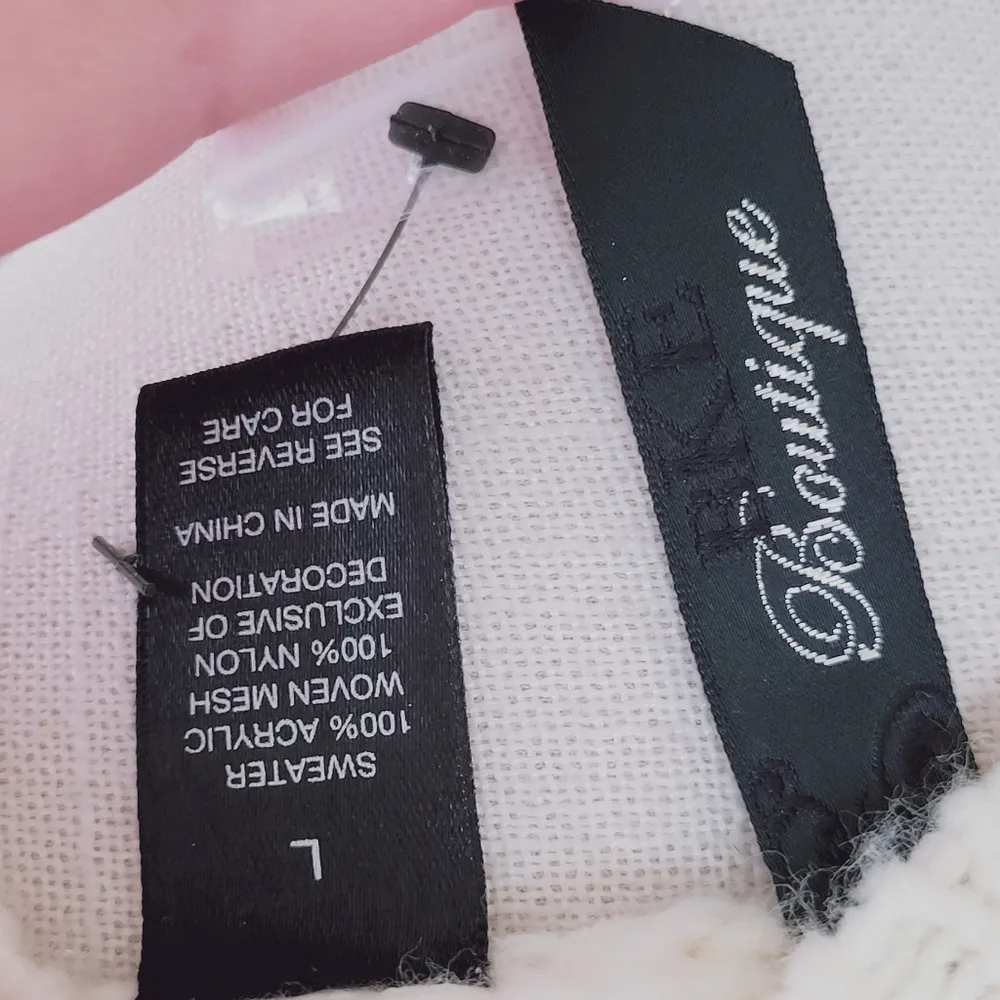 L
SWEATER
100% ACRYLIC
WOVEN MESH
100% NYLON
EXCLUSIVE OF
DECORATION
MADE IN CHINA
SEE REVERSE
FOR CARE
BKE
Boutique